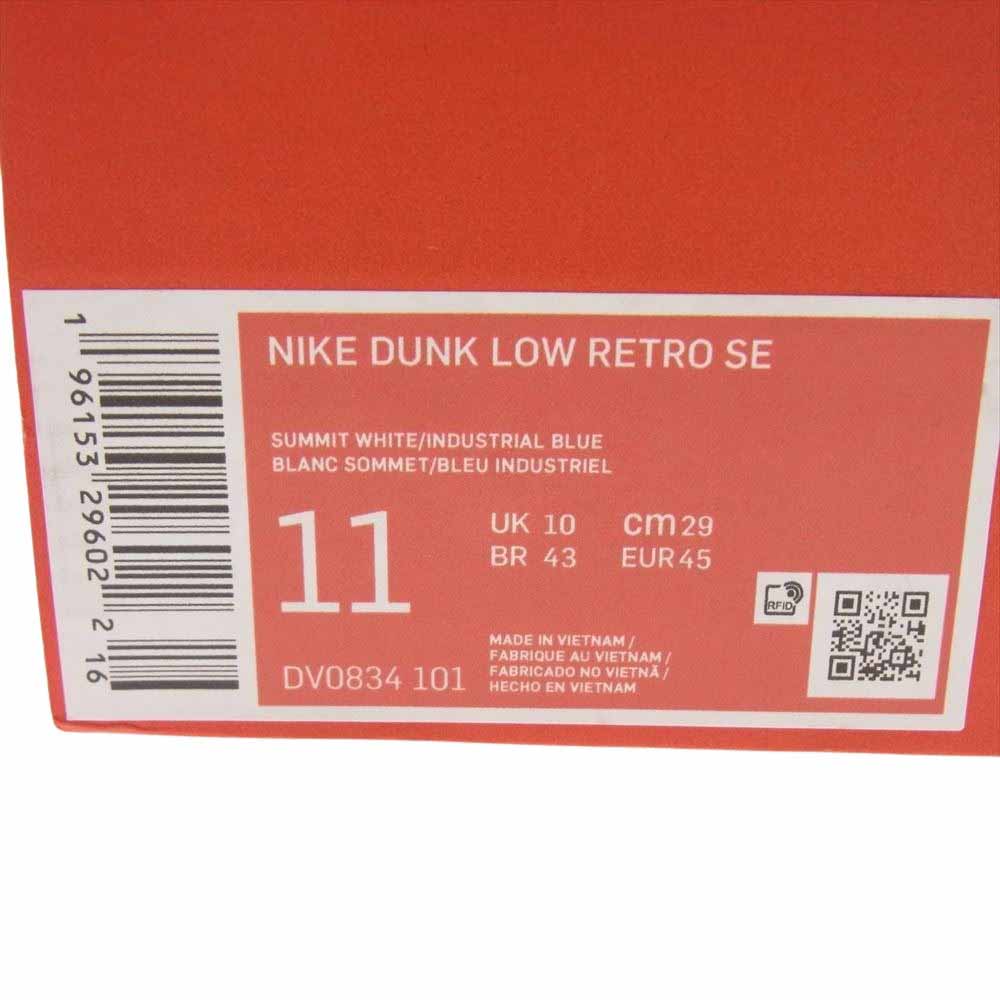 NIKE DUNK LOW RETRO SE
SUMMIT WHITE/INDUSTRIAL BLUE
BLANC SOMMET/BLEU INDUSTRIEL
11
UK 10 cm 29
BR 43 EUR 45
RFID
DV0834 101
MADE IN VIETNAM /
FABRIQUE AU VIETNAM /
FABRICADO NO VIETNÃ /
HECHO EN VIETNAM
1 96153 29602 2 16